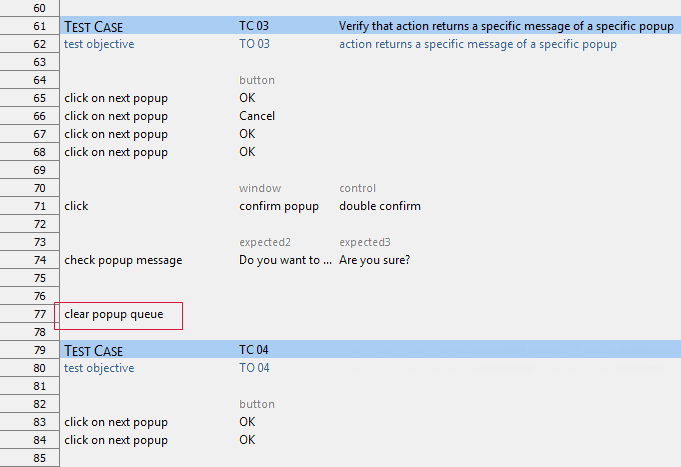 60
61 TEST CASE TC 03 Verify that action returns a specific message of a specific popup
62 test objective TO 03 action returns a specific message of a specific popup
63
64 button
65 click on next popup OK
66 click on next popup Cancel
67 click on next popup OK
68 click on next popup OK
69
70 window control
71 click confirm popup double confirm
72
73 expected2 expected3
74 check popup message Do you want to ... Are you sure?
75
76
77 clear popup queue
78
79 TEST CASE TC 04
80 test objective TO 04
81
82 button
83 click on next popup OK
84 click on next popup OK
85